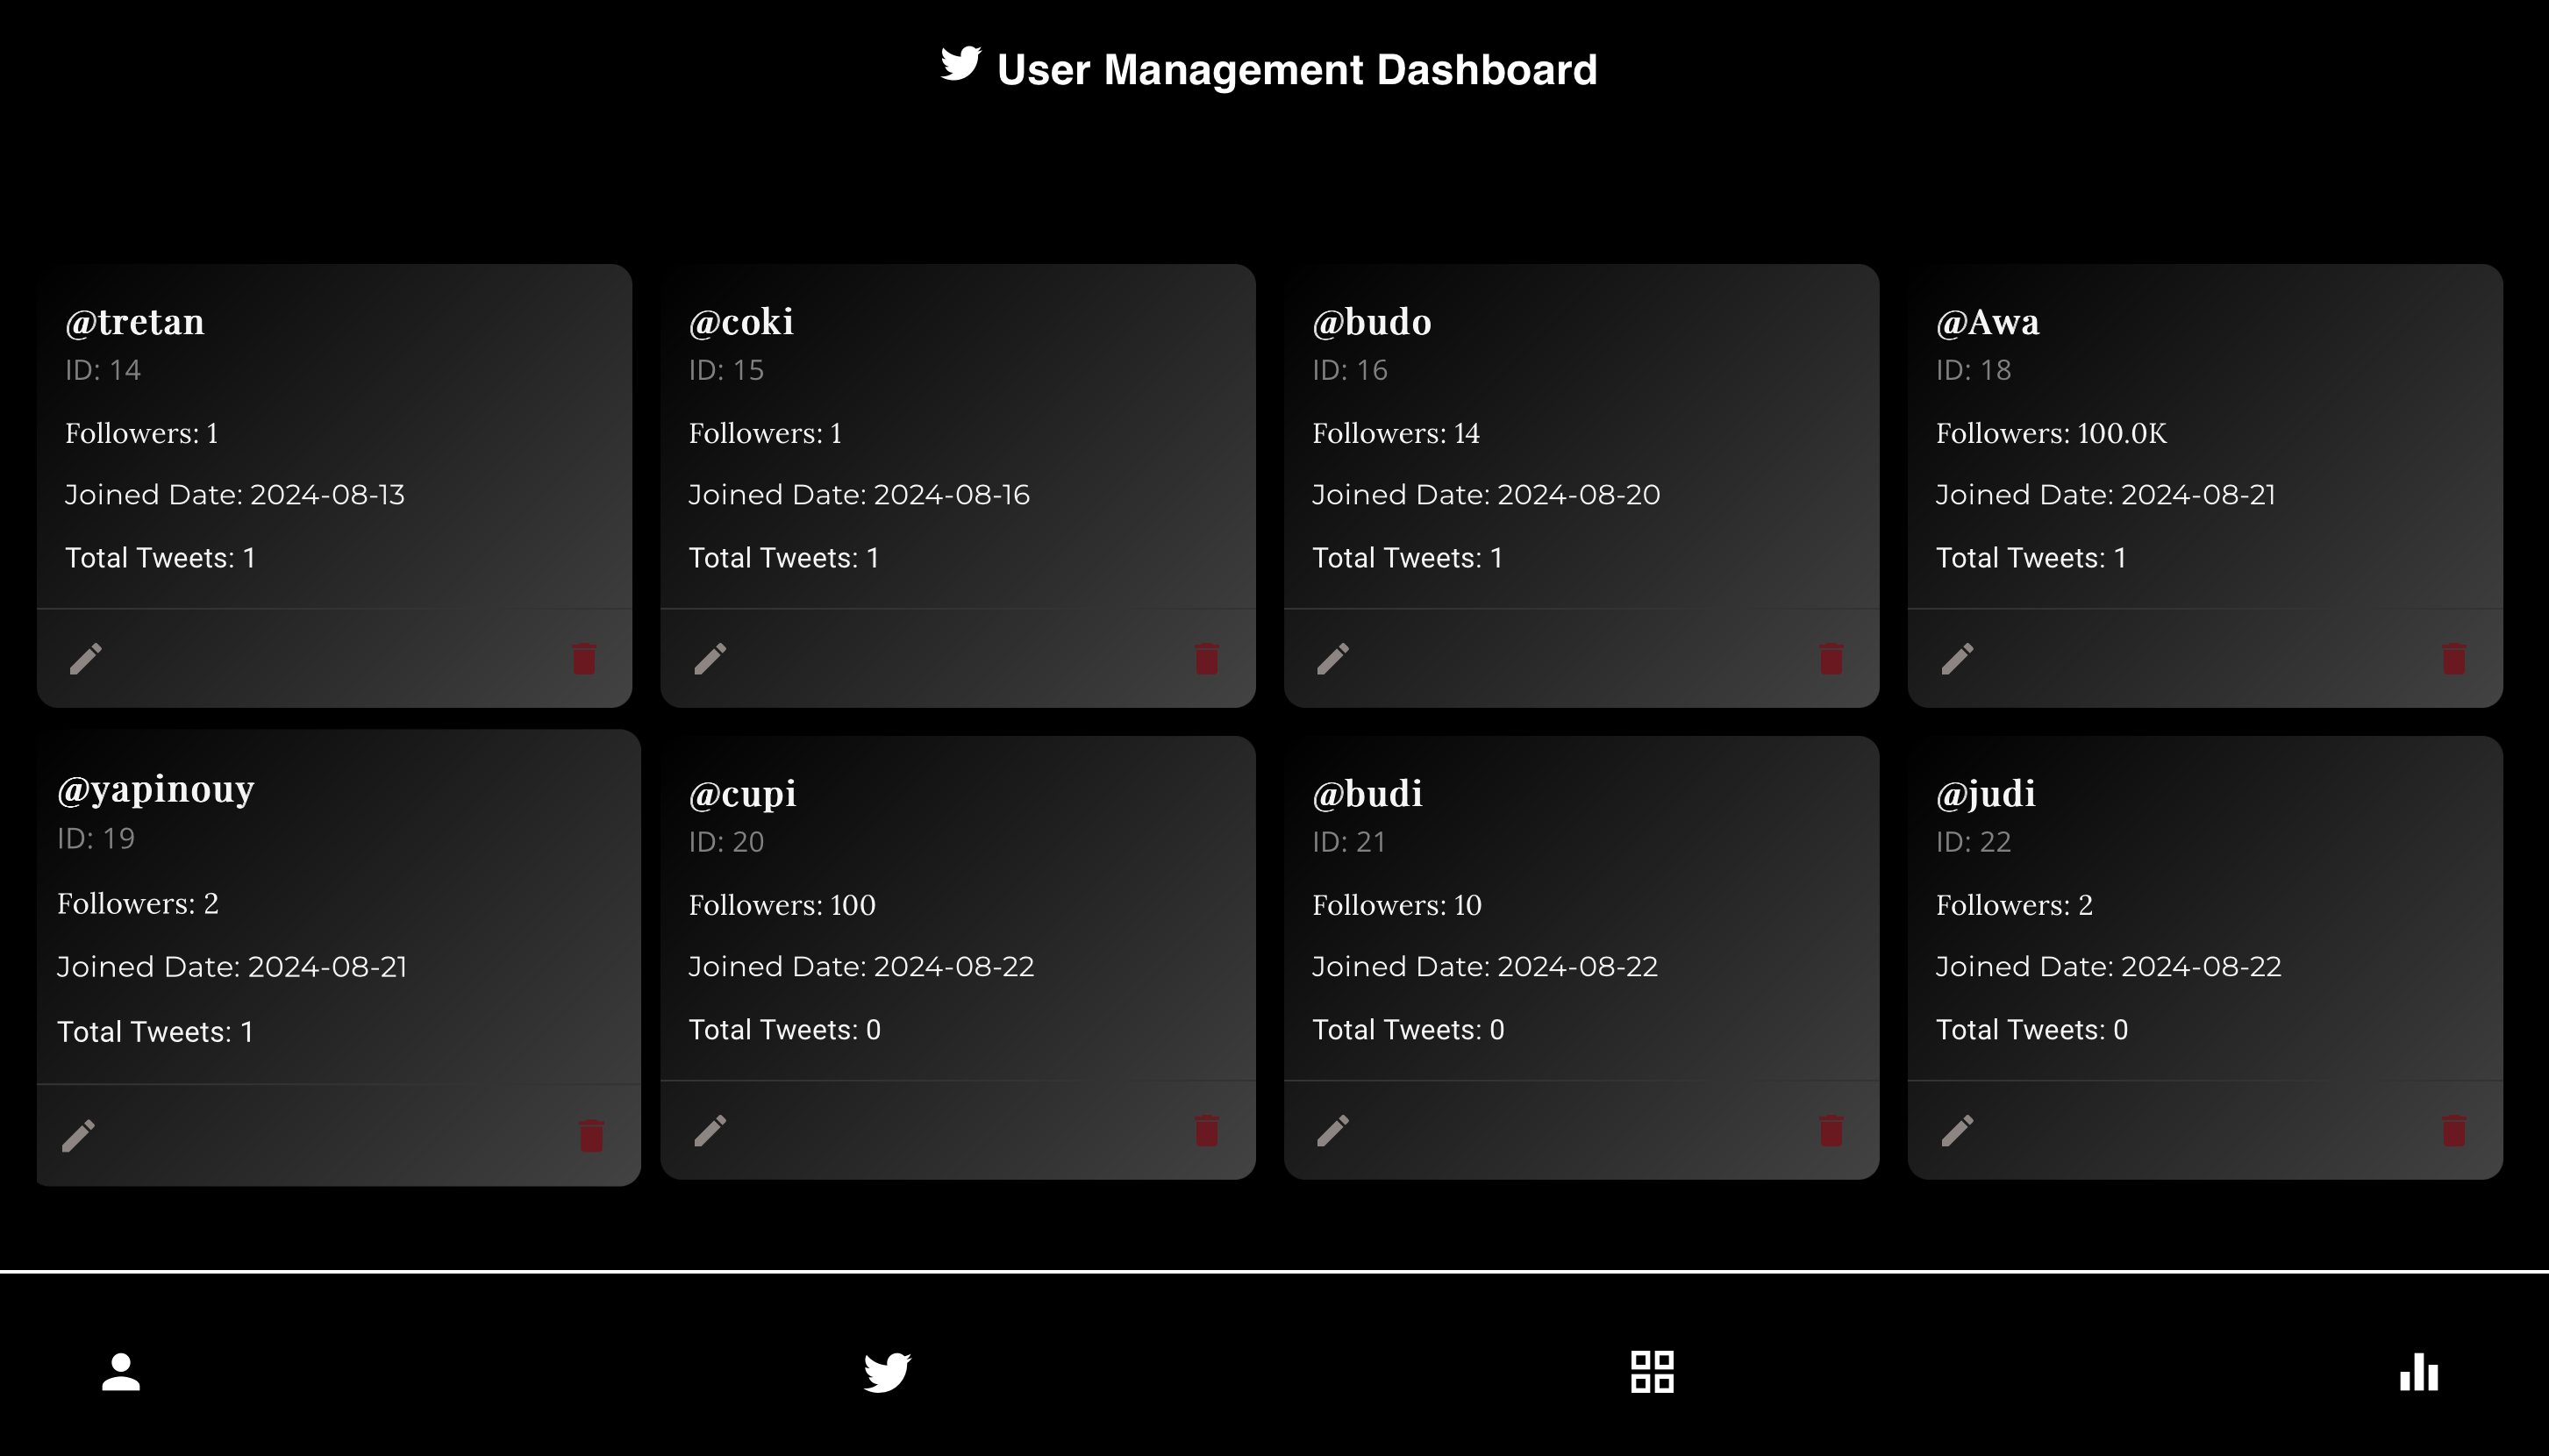 User Management Dashboard
@tretan
ID: 14
Followers: 1
Joined Date: 2024-08-13
Total Tweets: 1
@coki
ID: 15
Followers: 1
Joined Date: 2024-08-16
Total Tweets: 1
@budo
ID: 16
Followers: 14
Joined Date: 2024-08-20
Total Tweets: 1
@Awa
ID: 18
Followers: 100.0K
Joined Date: 2024-08-21
Total Tweets: 1
@yapinouy
ID: 19
Followers: 2
Joined Date: 2024-08-21
Total Tweets: 1
@cupi
ID: 20
Followers: 100
Joined Date: 2024-08-22
Total Tweets: 0
@budi
ID: 21
Followers: 10
Joined Date: 2024-08-22
Total Tweets: 0
@judi
ID: 22
Followers: 2
Joined Date: 2024-08-22
Total Tweets: 0